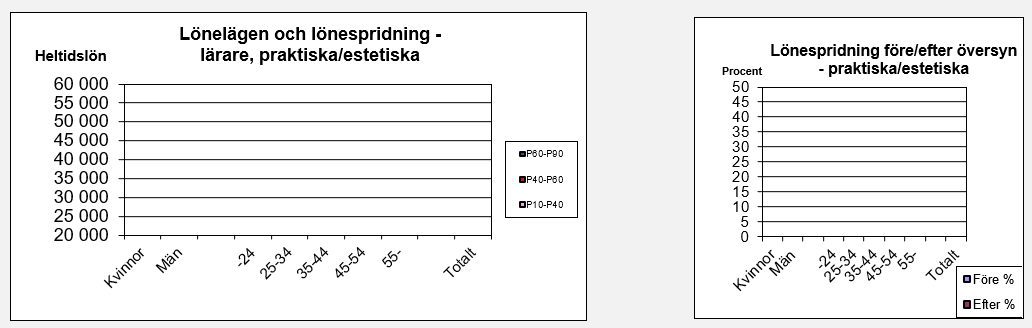 Lönelägen och lönespridning -
lärare, praktiska/estetiska
Heltidslön
60 000
55 000
50 000
45 000
40 000
35 000
30 000
25 000
20 000
Kvinnor
Män
-24
25-34
35-44
45-54
55-
Totalt
P60-P90
P40-P60
P10-P40
Lönespridning före/efter översyn
- praktiska/estetiska
Procent
50
45
40
35
30
25
20
15
10
5
0
Kvinnor
Män
-24
25-34
35-44
45-54
55-
Totalt
Före %
Efter %